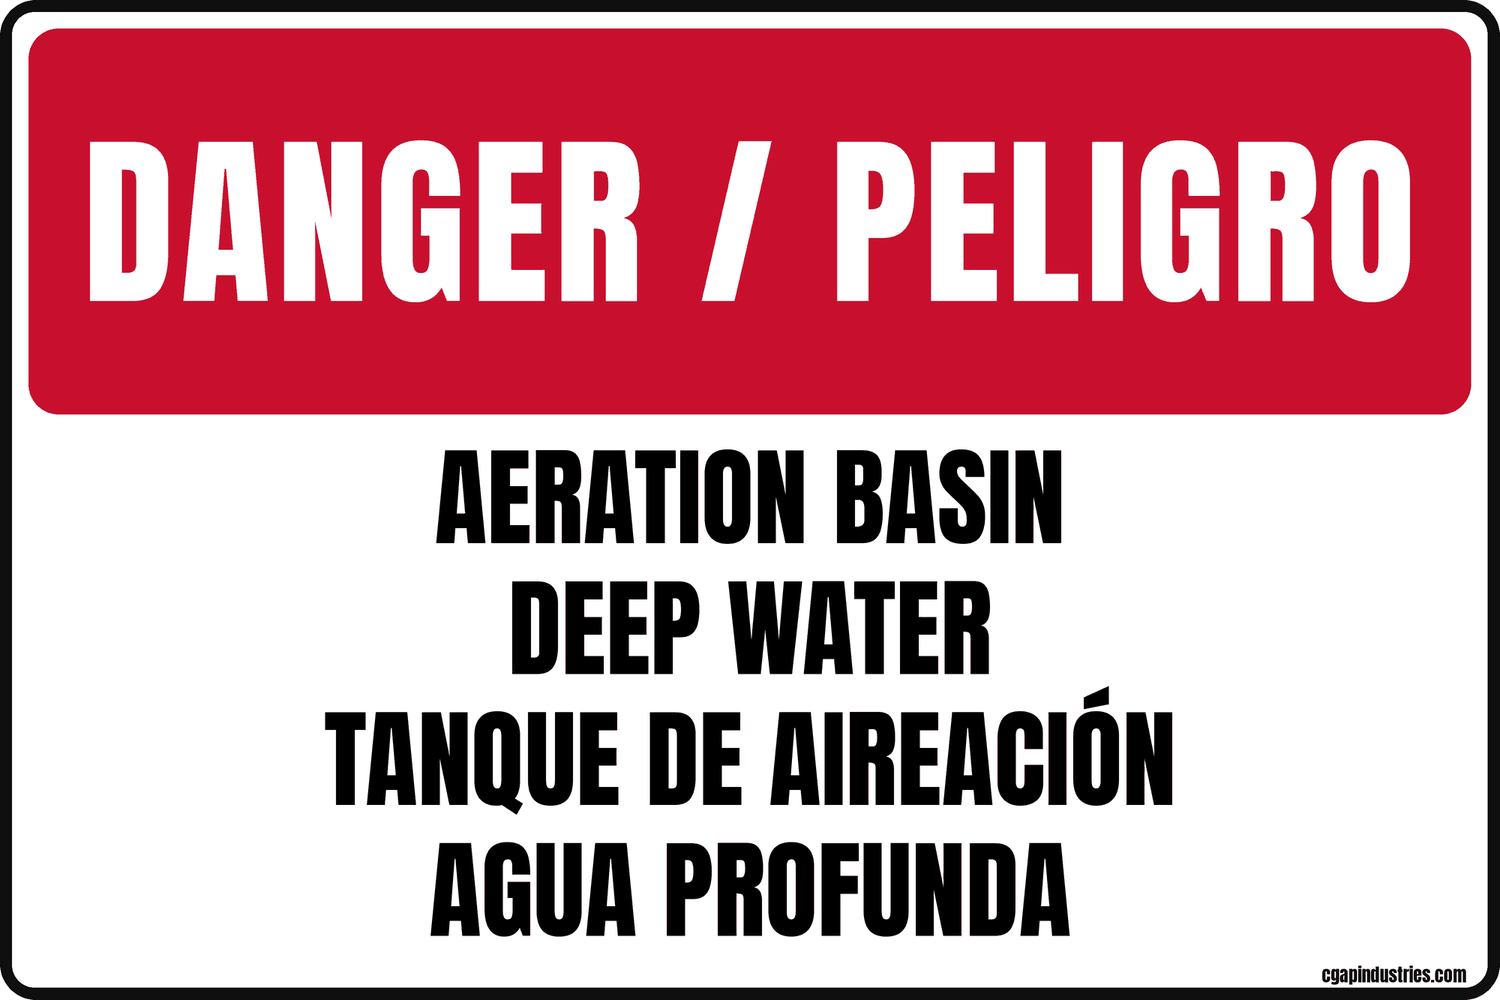 DANGER / PELIGRO
AERATION BASIN
DEEP WATER
TANQUE DE AIREACIÓN
AGUA PROFUNDA
cgapindustries.com